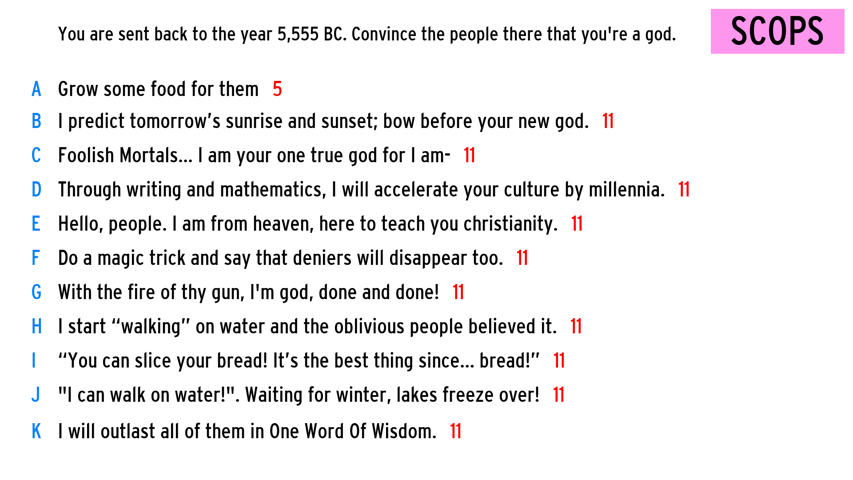 You are sent back to the year 5,555 BC. Convince the people there that you're a god.
SCOPS
A Grow some food for them 5
B I predict tomorrow’s sunrise and sunset; bow before your new god. 11
C Foolish Mortals... I am your one true god for I am- 11
D Through writing and mathematics, I will accelerate your culture by millennia. 11
E Hello, people. I am from heaven, here to teach you christianity. 11
F Do a magic trick and say that deniers will disappear too. 11
G With the fire of thy gun, I'm god, done and done! 11
H I start “walking” on water and the oblivious people believed it. 11
I “You can slice your bread! It’s the best thing since... bread!” 11
J "I can walk on water!". Waiting for winter, lakes freeze over! 11
K I will outlast all of them in One Word Of Wisdom. 11